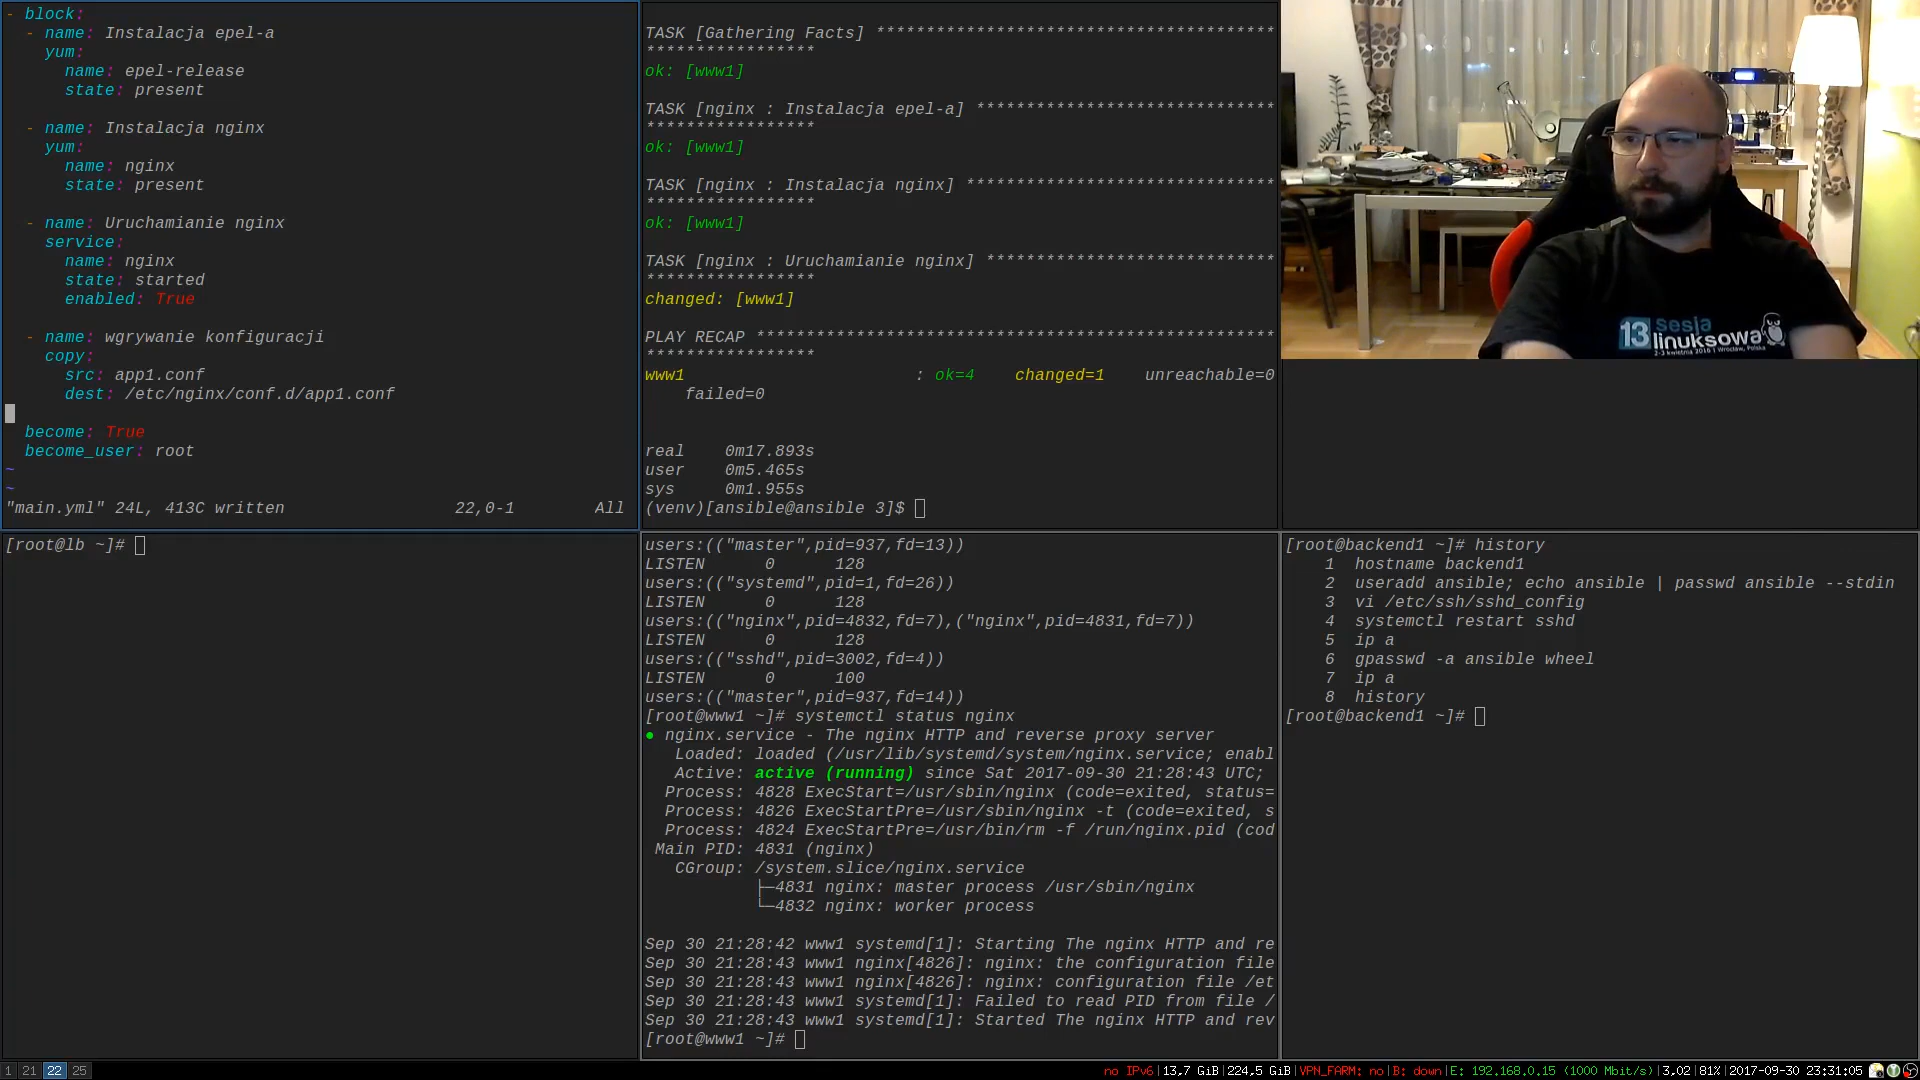 - block:
- name: Instalacja epel-a
yum:
name: epel-release
state: present
- name: Instalacja nginx
yum:
name: nginx
state: present
- name: Uruchamianie nginx
service:
name: nginx
state: started
enabled: True
- name: wgrywanie konfiguracji
copy:
src: app1.conf
dest: /etc/nginx/conf.d/app1.conf
become: True
become_user: root
~
~
"main.yml" 24L, 413C written 22,0-1 All
TASK [Gathering Facts] ****************************************
*****************
ok: [www1]
TASK [nginx : Instalacja epel-a] ******************************
*****************
ok: [www1]
TASK [nginx : Instalacja nginx] *******************************
*****************
ok: [www1]
TASK [nginx : Uruchamianie nginx] *****************************
*****************
changed: [www1]
PLAY RECAP ****************************************************
*****************
www1 : ok=4 changed=1 unreachable=0
failed=0
real 0m17.893s
user 0m5.465s
sys 0m1.955s
(venv)[ansible@ansible 3]$
13 sesja
linuksowa
2-3 kwietnia 2016 | Wrocław, Polska
[root@lb ~]#
users:(("master",pid=937,fd=13))
LISTEN 0 128
users:(("systemd",pid=1,fd=26))
LISTEN 0 128
users:(("nginx",pid=4832,fd=7),("nginx",pid=4831,fd=7))
LISTEN 0 128
users:(("sshd",pid=3002,fd=4))
LISTEN 0 100
users:(("master",pid=937,fd=14))
[root@www1 ~]# systemctl status nginx
● nginx.service - The nginx HTTP and reverse proxy server
Loaded: loaded (/usr/lib/systemd/system/nginx.service; enabl
Active: active (running) since Sat 2017-09-30 21:28:43 UTC;
Process: 4828 ExecStart=/usr/sbin/nginx (code=exited, status=
Process: 4826 ExecStartPre=/usr/sbin/nginx -t (code=exited, s
Process: 4824 ExecStartPre=/usr/bin/rm -f /run/nginx.pid (cod
Main PID: 4831 (nginx)
CGroup: /system.slice/nginx.service
├─4831 nginx: master process /usr/sbin/nginx
└─4832 nginx: worker process
Sep 30 21:28:42 www1 systemd[1]: Starting The nginx HTTP and re
Sep 30 21:28:43 www1 nginx[4826]: nginx: the configuration file
Sep 30 21:28:43 www1 nginx[4826]: nginx: configuration file /et
Sep 30 21:28:43 www1 systemd[1]: Failed to read PID from file /
Sep 30 21:28:43 www1 systemd[1]: Started The nginx HTTP and rev
[root@www1 ~]#
[root@backend1 ~]# history
1 hostname backend1
2 useradd ansible; echo ansible | passwd ansible --stdin
3 vi /etc/ssh/sshd_config
4 systemctl restart sshd
5 ip a
6 gpasswd -a ansible wheel
7 ip a
8 history
[root@backend1 ~]#
1 21 22 25
no IPv6|13,7 GiB|224,5 GiB|VPN_FARM: no|B: down|E: 192.168.0.15 (1000 Mbit/s)|3,02|81%|2017-09-30 23:31:05